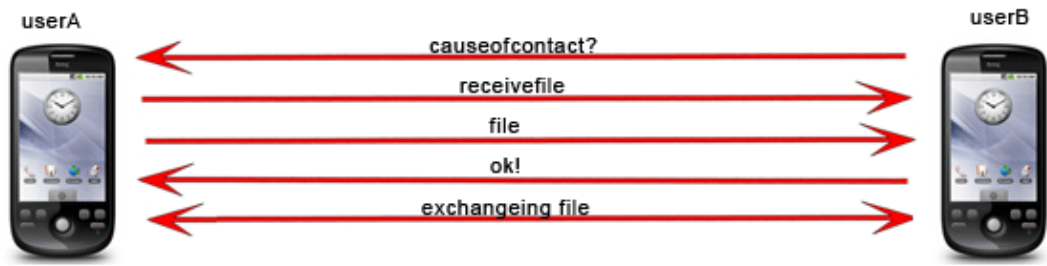 userA
userB
causeofcontact?
receivefile
file
ok!
exchangeing file